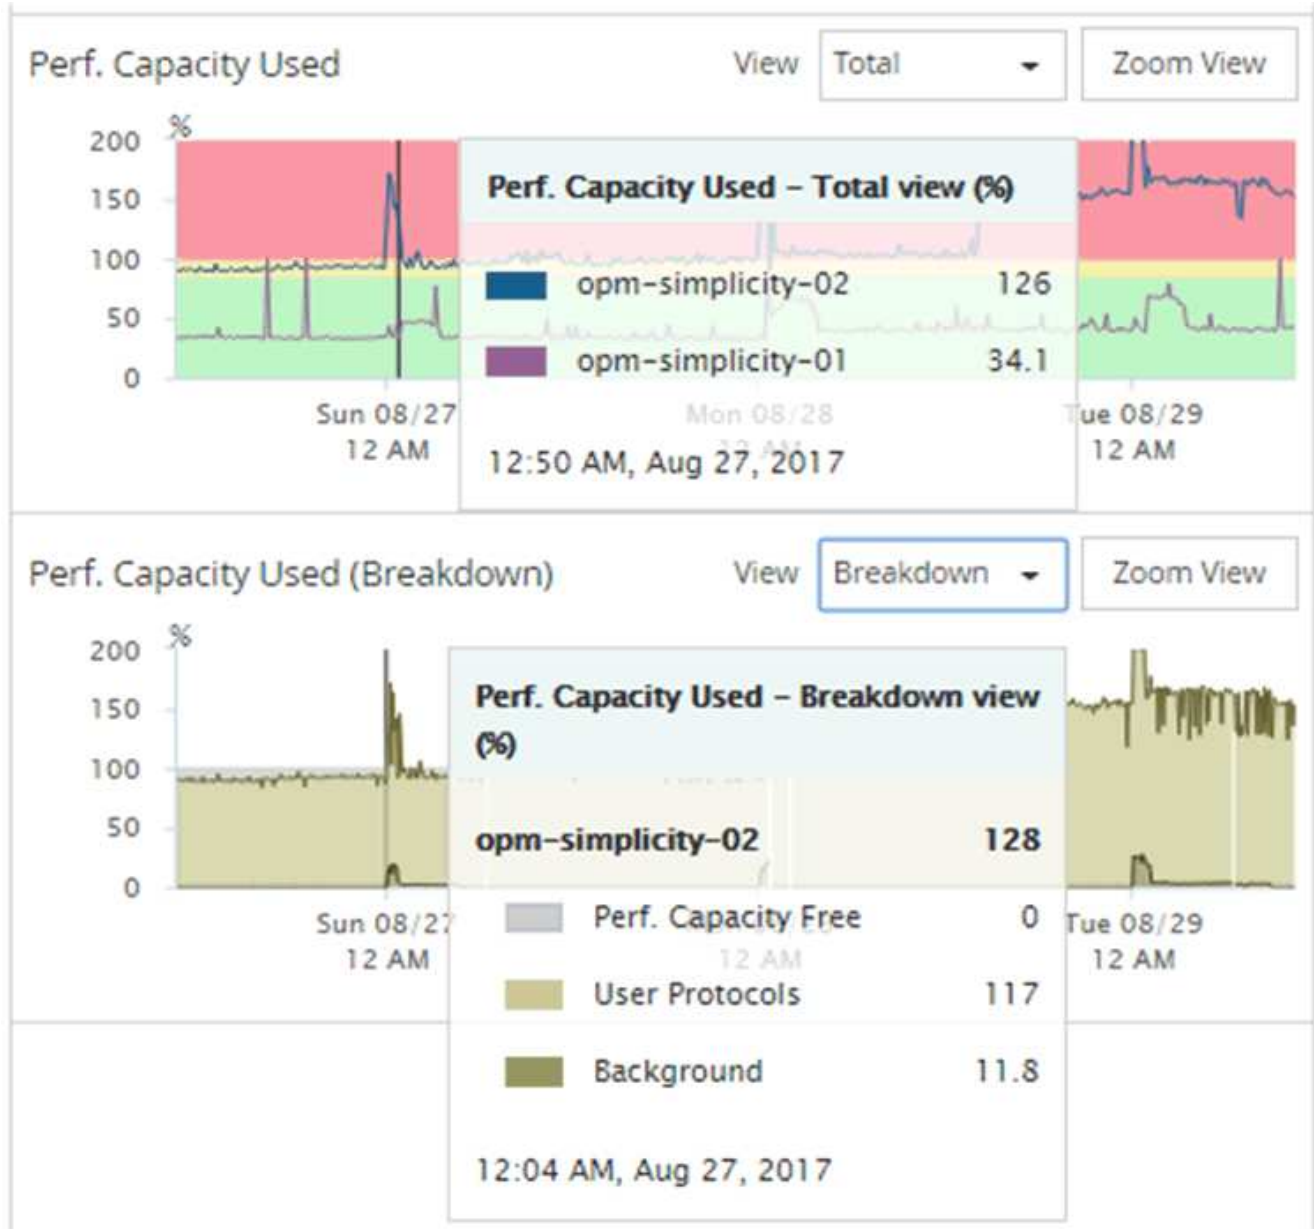 Perf. Capacity Used View Total Zoom View
%
200
150
100
50
0
Perf. Capacity Used – Total view (%)
opm-simplicity-02 126
opm-simplicity-01 34.1
12:50 AM, Aug 27, 2017
Sun 08/27 Mon 08/28 Tue 08/29
12 AM 12 AM 12 AM
Perf. Capacity Used (Breakdown) View Breakdown Zoom View
%
200
150
100
50
0
Perf. Capacity Used – Breakdown view
(%)
opm-simplicity-02 128
Perf. Capacity Free 0
User Protocols 117
Background 11.8
12:04 AM, Aug 27, 2017
Sun 08/27 Tue 08/29
12 AM 12 AM 12 AM